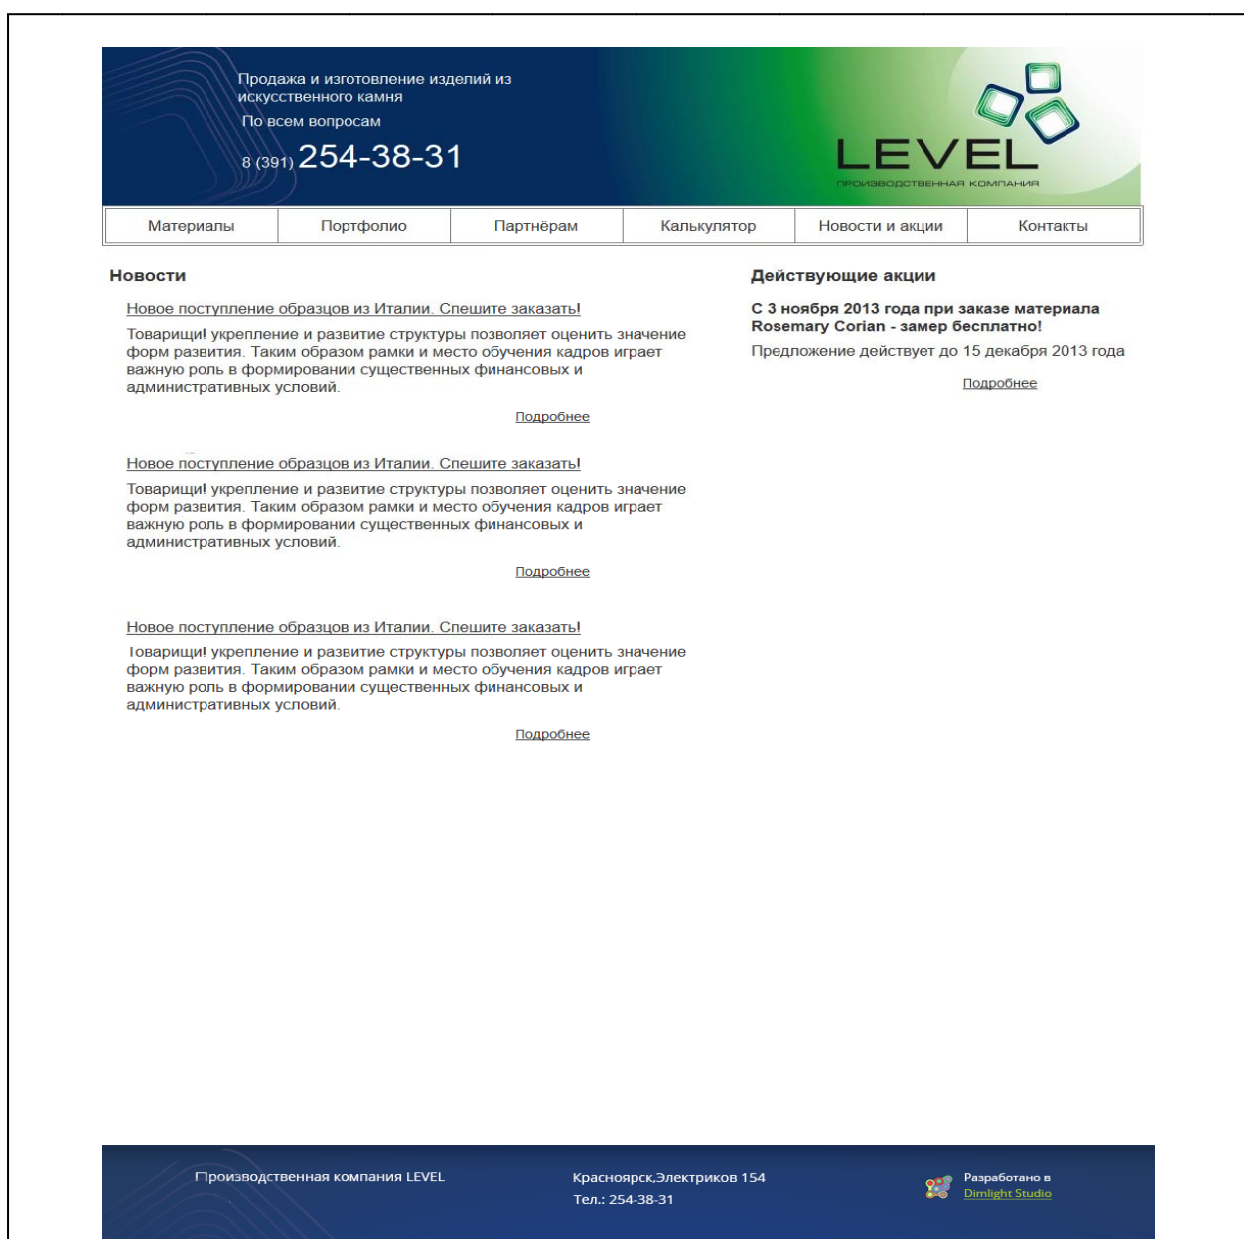 Продажа и изготовление изделий из
искусственного камня
По всем вопросам
8 (391) 254-38-31
LEVEL
ПРОИЗВОДСТВЕННАЯ КОМПАНИЯ
Материалы Портфолио Партнёрам Калькулятор Новости и акции Контакты
Новости
Новое поступление образцов из Италии. Спешите заказать!
Товарищи! укрепление и развитие структуры позволяет оценить значение
форм развития. Таким образом рамки и место обучения кадров играет
важную роль в формировании существенных финансовых и
административных условий.
Подробнее
Новое поступление образцов из Италии. Спешите заказать!
Товарищи! укрепление и развитие структуры позволяет оценить значение
форм развития. Таким образом рамки и место обучения кадров играет
важную роль в формировании существенных финансовых и
административных условий.
Подробнее
Новое поступление образцов из Италии. Спешите заказать!
Товарищи! укрепление и развитие структуры позволяет оценить значение
форм развития. Таким образом рамки и место обучения кадров играет
важную роль в формировании существенных финансовых и
административных условий.
Подробнее
Действующие акции
С 3 ноября 2013 года при заказе материала
Rosemary Corian - замер бесплатно!
Предложение действует до 15 декабря 2013 года
Подробнее
Производственная компания LEVEL
Красноярск,Электриков 154
Тел.: 254-38-31
Разработано в
Dimlight Studio